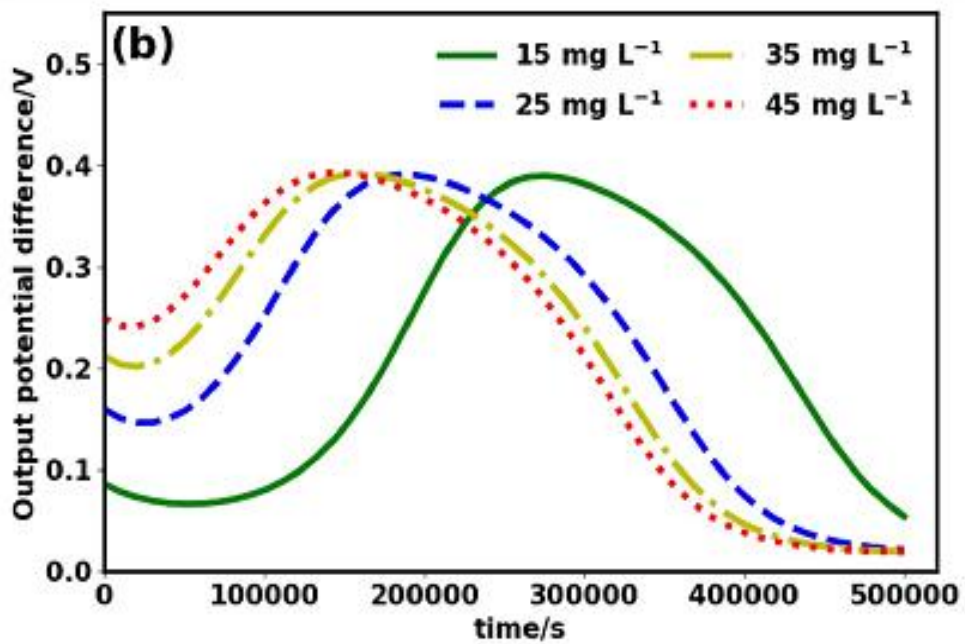 (b)
15 mg L⁻¹
25 mg L⁻¹
35 mg L⁻¹
45 mg L⁻¹
Output potential difference/V
0.5
0.4
0.3
0.2
0.1
0.0
0 100000 200000 300000 400000 500000
time/s